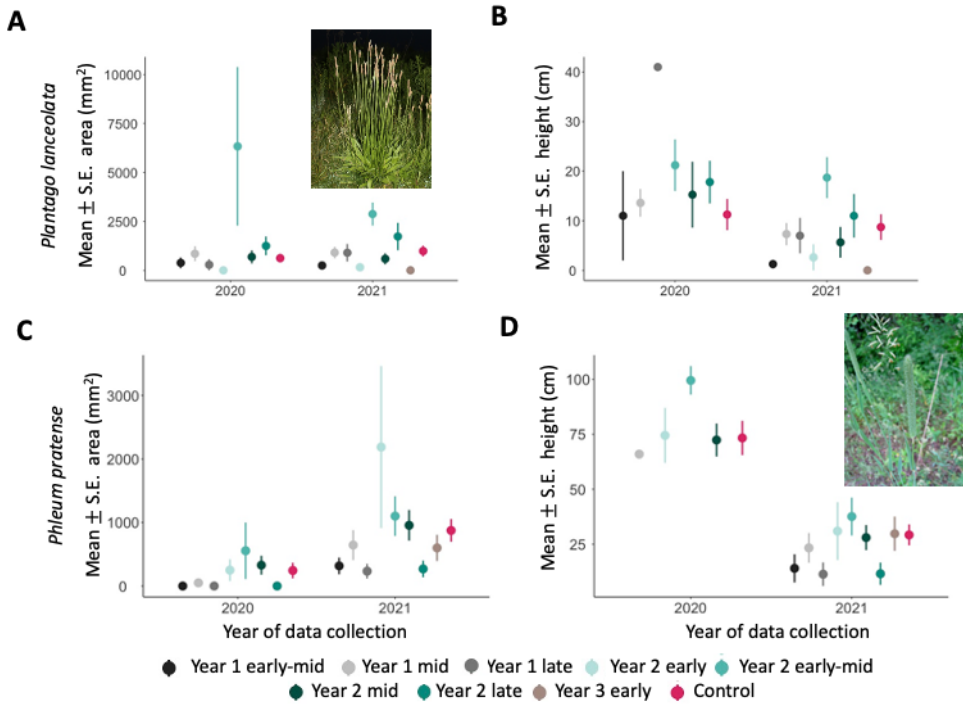 A
Plantago lanceolata
Mean ± S.E. area (mm²)
10000
7500
5000
2500
0
2020
2021
B
Mean ± S.E. height (cm)
40
30
20
10
0
2020
2021
C
Phleum pratense
Mean ± S.E. area (mm²)
3000
2000
1000
0
2020
2021
Year of data collection
D
Mean ± S.E. height (cm)
100
75
50
25
2020
2021
Year of data collection
Year 1 early-mid Year 1 mid Year 1 late Year 2 early Year 2 early-mid
Year 2 mid Year 2 late Year 3 early Control